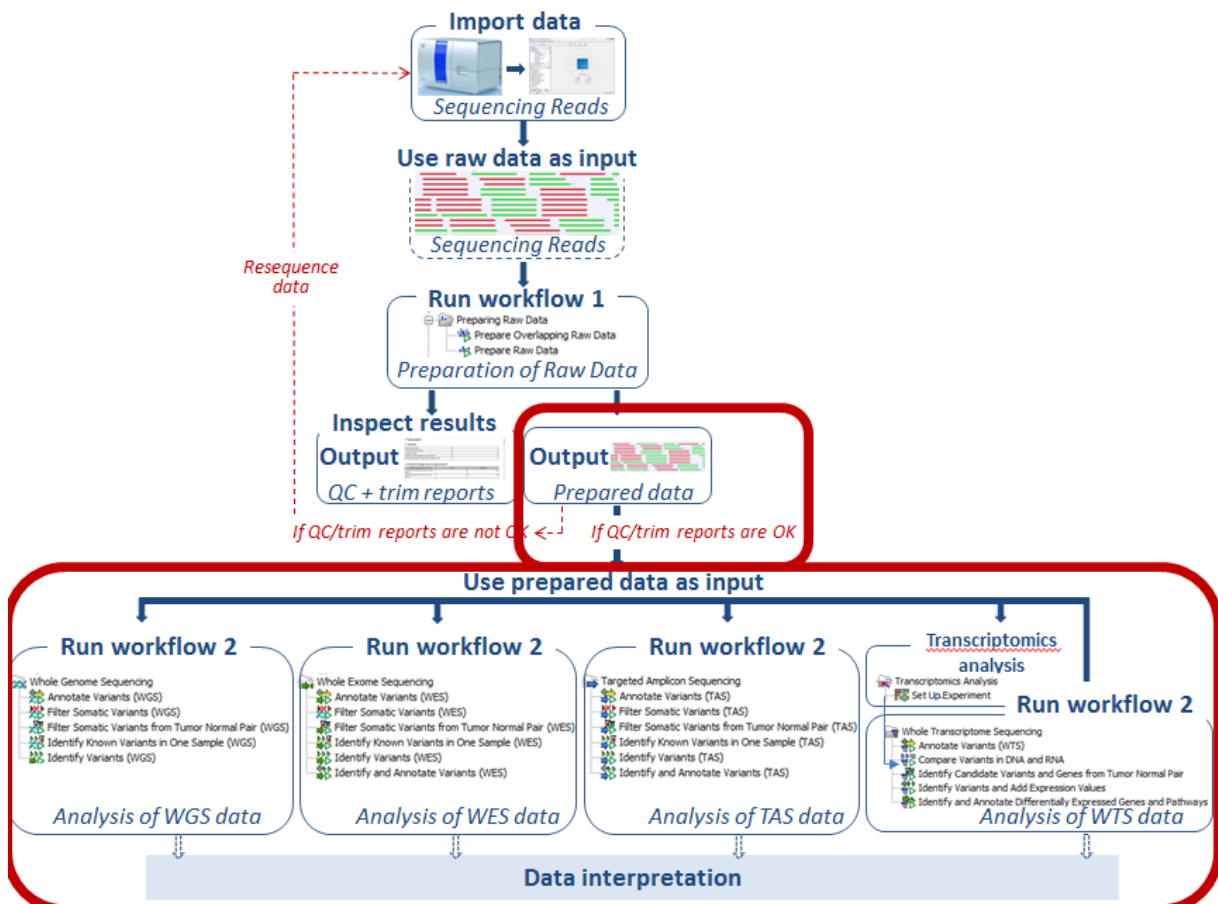 Import data
Sequencing Reads
Use raw data as input
Sequencing Reads
Resequence
data
Run workflow 1
Preparing Raw Data
Prepare Overlapping Raw Data
Prepare Raw Data
Preparation of Raw Data
Inspect results
Output
QC + trim reports
Output
Prepared data
If QC/trim reports are not OK
If QC/trim reports are OK
Use prepared data as input
Run workflow 2
Whole Genome Sequencing
Annotate Variants (WGS)
Filter Somatic Variants (WGS)
Filter Somatic Variants from Tumor Normal Pair (WGS)
Identify Known Variants in One Sample (WGS)
Identify Variants (WGS)
Analysis of WGS data
Run workflow 2
Whole Exome Sequencing
Annotate Variants (WES)
Filter Somatic Variants (WES)
Filter Somatic Variants from Tumor Normal Pair (WES)
Identify Known Variants in One Sample (WES)
Identify Variants (WES)
Identify and Annotate Variants (WES)
Analysis of WES data
Run workflow 2
Targeted Amplicon Sequencing
Annotate Variants (TAS)
Filter Somatic Variants (TAS)
Filter Somatic Variants from Tumor Normal Pair (TAS)
Identify Known Variants in One Sample (TAS)
Identify Variants (TAS)
Identify and Annotate Variants (TAS)
Analysis of TAS data
Transcriptomics
analysis
Transcriptomics Analysis
Set Up Experiment
Run workflow 2
Whole Transcriptome Sequencing
Annotate Variants (WTS)
Compare Variants in DNA and RNA
Identify Candidate Variants and Genes from Tumor Normal Pair
Identify Variants and Add Expression Values
Identify and Annotate Differentially Expressed Genes and Pathways
Analysis of WTS data
Data interpretation